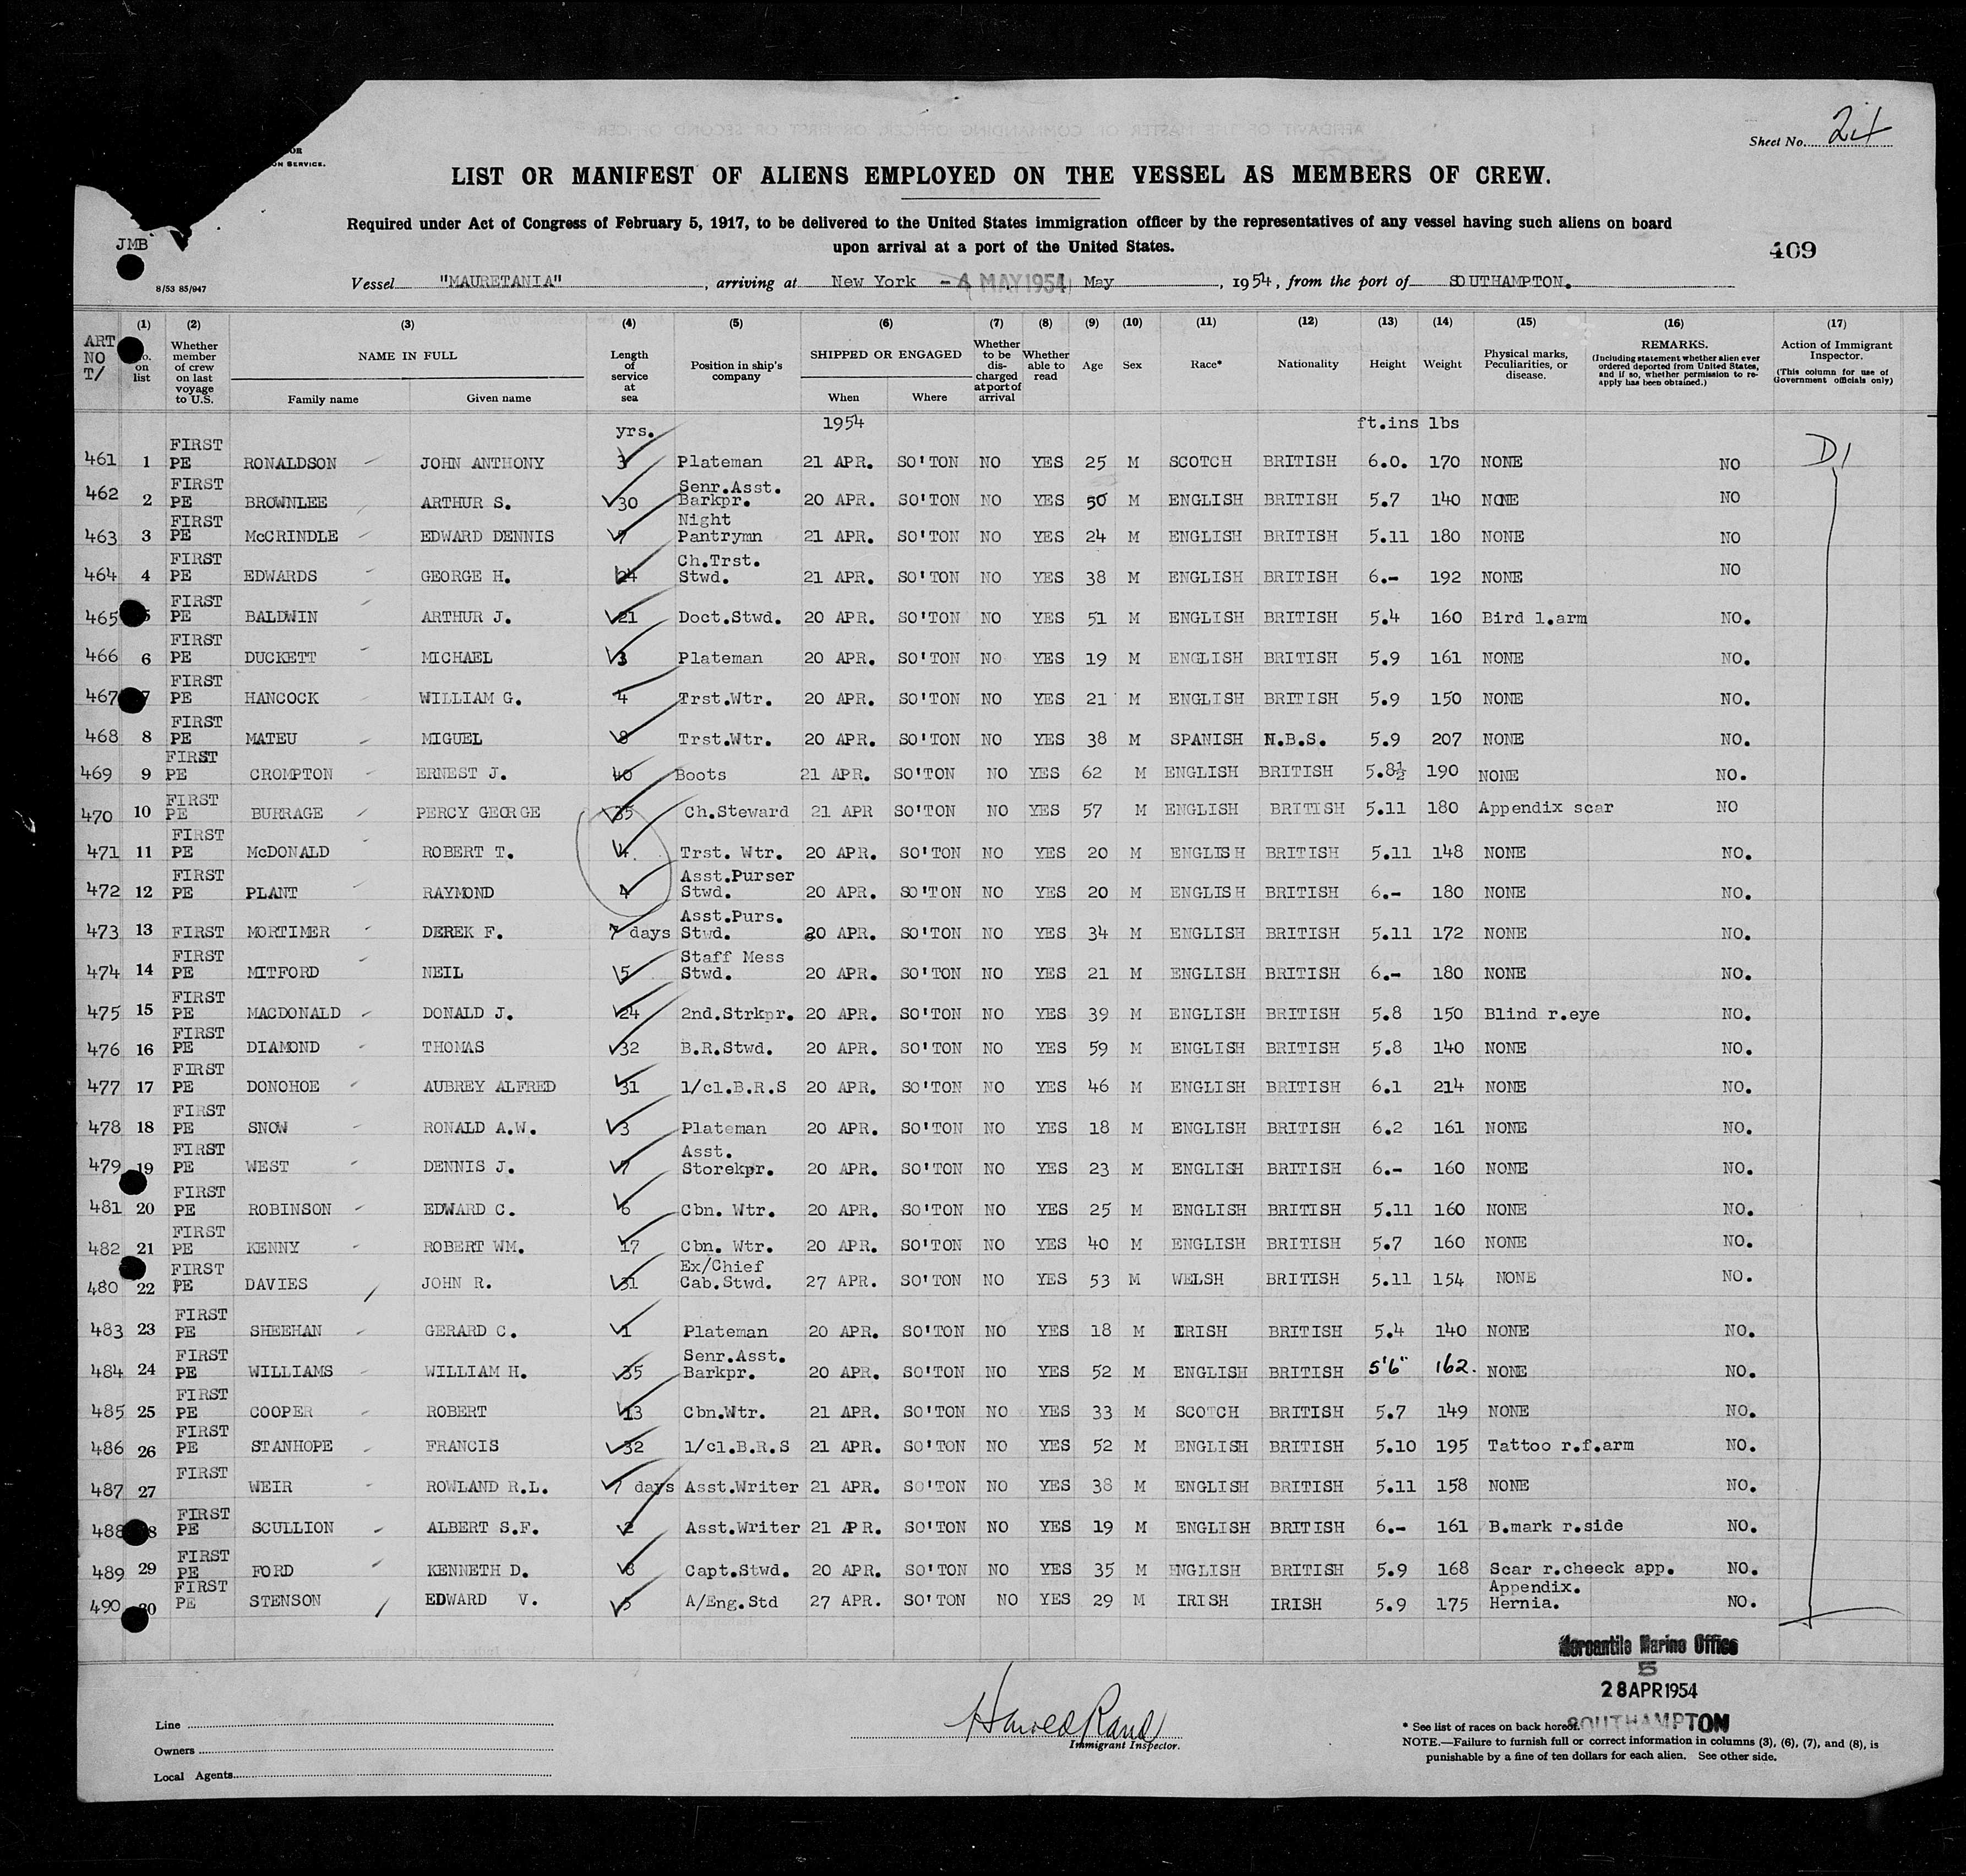 OR
ON SERVICE.
Sheet No. 24
LIST OR MANIFEST OF ALIENS EMPLOYED ON THE VESSEL AS MEMBERS OF CREW.
Required under Act of Congress of February 5, 1917, to be delivered to the United States immigration officer by the representatives of any vessel having such aliens on board
upon arrival at a port of the United States.
409
JMB
8/53 85/947
Vessel "MAURETANIA", arriving at New York - 4 MAY 1954 May, 1954, from the port of SOUTHAMPTON.
ART NO T/ (1) No. on list (2) Whether member of crew on last voyage to U.S. (3) NAME IN FULL Family name Given name (4) Length of service at sea (5) Position in ship's company (6) SHIPPED OR ENGAGED When Where (7) Whether to be discharged at port of arrival (8) Whether able to read (9) Age (10) Sex (11) Race* (12) Nationality (13) Height (14) Weight (15) Physical marks, Peculiarities, or disease. (16) REMARKS. (Including statement whether alien ever ordered deported from United States, and if so, whether permission to re-apply has been obtained.) (17) Action of Immigrant Inspector. (This column for use of Government officials only)
yrs. 1954 ft.ins lbs
461 1 FIRST PE RONALDSON JOHN ANTHONY 3 Plateman 21 APR. SO'TON NO YES 25 M SCOTCH BRITISH 6.0. 170 NONE NO D1
462 2 FIRST PE BROWNLEE ARTHUR S. 30 Senr.Asst. Barkpr. 20 APR. SO'TON NO YES 50 M ENGLISH BRITISH 5.7 140 NONE NO
463 3 FIRST PE McCRINDLE EDWARD DENNIS 7 Night Pantrymn 21 APR. SO'TON NO YES 24 M ENGLISH BRITISH 5.11 180 NONE NO
464 4 FIRST PE EDWARDS GEORGE H. 24 Ch.Trst. Stwd. 21 APR. SO'TON NO YES 38 M ENGLISH BRITISH 6.- 192 NONE NO
465 5 FIRST PE BALDWIN ARTHUR J. 21 Doct.Stwd. 20 APR. SO'TON NO YES 51 M ENGLISH BRITISH 5.4 160 Bird l.arm NO.
466 6 FIRST PE DUCKETT MICHAEL 3 Plateman 20 APR. SO'TON NO YES 19 M ENGLISH BRITISH 5.9 161 NONE NO.
467 7 FIRST PE HANCOCK WILLIAM G. 4 Trst.Wtr. 20 APR. SO'TON NO YES 21 M ENGLISH BRITISH 5.9 150 NONE NO.
468 8 FIRST PE MATEU MIGUEL 8 Trst.Wtr. 20 APR. SO'TON NO YES 38 M SPANISH N.B.S. 5.9 207 NONE NO.
469 9 FIRST PE CROMPTON ERNEST J. 40 Boots 21 APR. SO'TON NO YES 62 M ENGLISH BRITISH 5.8½ 190 NONE NO.
470 10 FIRST PE BURRAGE PERCY GEORGE 35 Ch.Steward 21 APR SO'TON NO YES 57 M ENGLISH BRITISH 5.11 180 Appendix scar NO
471 11 FIRST PE McDONALD ROBERT T. 4. Trst. Wtr. 20 APR. SO'TON NO YES 20 M ENGLISH BRITISH 5.11 148 NONE NO.
472 12 FIRST PE PLANT RAYMOND 4 Asst.Purser Stwd. 20 APR. SO'TON NO YES 20 M ENGLISH BRITISH 6.- 180 NONE NO.
473 13 FIRST MORTIMER DEREK F. 7 days Asst.Purs. Stwd. 20 APR. SO'TON NO YES 34 M ENGLISH BRITISH 5.11 172 NONE NO.
474 14 FIRST PE MITFORD NEIL 5 Staff Mess Stwd. 20 APR. SO'TON NO YES 21 M ENGLISH BRITISH 6.- 180 NONE NO.
475 15 FIRST PE MACDONALD DONALD J. 24 2nd.Strkpr. 20 APR. SO'TON NO YES 39 M ENGLISH BRITISH 5.8 150 Blind r.eye NO.
476 16 FIRST PE DIAMOND THOMAS 32 B.R.Stwd. 20 APR. SO'TON NO YES 59 M ENGLISH BRITISH 5.8 140 NONE NO.
477 17 FIRST PE DONOHOE AUBREY ALFRED 31 1/cl.B.R.S 20 APR. SO'TON NO YES 46 M ENGLISH BRITISH 6.1 214 NONE NO.
478 18 FIRST PE SNOW RONALD A.W. 3 Plateman 20 APR. SO'TON NO YES 18 M ENGLISH BRITISH 6.2 161 NONE NO.
479 19 FIRST PE WEST DENNIS J. 7 Asst. Storekpr. 20 APR. SO'TON NO YES 23 M ENGLISH BRITISH 6.- 160 NONE NO.
481 20 FIRST PE ROBINSON EDWARD C. 6 Cbn. Wtr. 20 APR. SO'TON NO YES 25 M ENGLISH BRITISH 5.11 160 NONE NO.
482 21 FIRST PE KENNY ROBERT WM. 17 Cbn. Wtr. 20 APR. SO'TON NO YES 40 M ENGLISH BRITISH 5.7 160 NONE NO.
480 22 FIRST PE DAVIES JOHN R. 31 Ex/Chief Cab.Stwd. 27 APR. SO'TON NO YES 53 M WELSH BRITISH 5.11 154 NONE NO.
483 23 FIRST PE SHEEHAN GERARD C. 1 Plateman 20 APR. SO'TON NO YES 18 M IRISH BRITISH 5.4 140 NONE NO.
484 24 FIRST PE WILLIAMS WILLIAM H. 35 Senr.Asst. Barkpr. 20 APR. SO'TON NO YES 52 M ENGLISH BRITISH 5'6" 162. NONE NO.
485 25 FIRST PE COOPER ROBERT 13 Cbn.Wtr. 21 APR. SO'TON NO YES 33 M SCOTCH BRITISH 5.7 149 NONE NO.
486 26 FIRST PE STANHOPE FRANCIS 32 1/cl.B.R.S 21 APR. SO'TON NO YES 52 M ENGLISH BRITISH 5.10 195 Tattoo r.f.arm NO.
487 27 FIRST WEIR ROWLAND R.L. 7 days Asst.Writer 21 APR. SO'TON NO YES 38 M ENGLISH BRITISH 5.11 158 NONE NO.
488 28 FIRST PE SCULLION ALBERT S.F. 2 Asst.Writer 21 APR. SO'TON NO YES 19 M ENGLISH BRITISH 6.- 161 B.mark r.side NO.
489 29 FIRST PE FORD KENNETH D. 8 Capt.Stwd. 20 APR. SO'TON NO YES 35 M ENGLISH BRITISH 5.9 168 Scar r.cheeck app. NO.
490 30 FIRST PE STENSON EDWARD V. 5 A/Eng.Std 27 APR. SO'TON NO YES 29 M IRISH IRISH 5.9 175 Appendix. Hernia. NO.
Mercantile Marine Office
5
28 APR 1954
SOUTHAMPTON
Line
Owners
Local Agents
Harold Rand
Immigrant Inspector.
* See list of races on back hereof.
NOTE.—Failure to furnish full or correct information in columns (3), (6), (7), and (8), is
punishable by a fine of ten dollars for each alien. See other side.